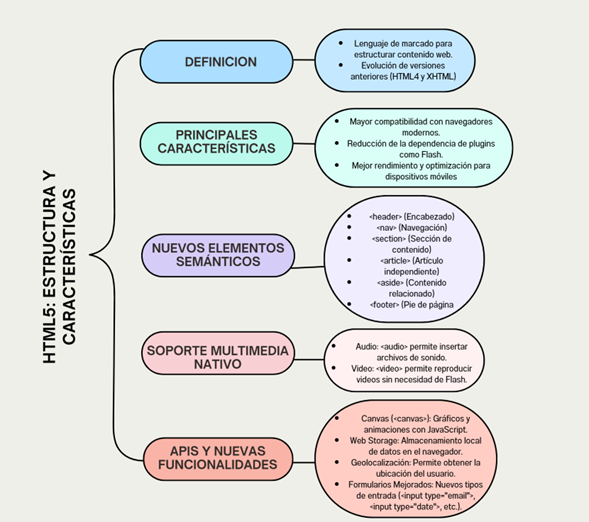 HTML5: ESTRUCTURA Y
CARACTERÍSTICAS
DEFINICION
• Lenguaje de marcado para
estructurar contenido web.
• Evolución de versiones
anteriores (HTML4 y XHTML)
PRINCIPALES
CARACTERÍSTICAS
• Mayor compatibilidad con navegadores
modernos.
• Reducción de la dependencia de plugins
como Flash.
• Mejor rendimiento y optimización para
dispositivos móviles
NUEVOS ELEMENTOS
SEMÁNTICOS
• <header> (Encabezado)
• <nav> (Navegación)
• <section> (Sección de
contenido)
• <article> (Artículo
independiente)
• <aside> (Contenido
relacionado)
• <footer> (Pie de página
SOPORTE MULTIMEDIA
NATIVO
• Audio: <audio> permite insertar
archivos de sonido.
• Video: <video> permite reproducir
videos sin necesidad de Flash.
APIS Y NUEVAS
FUNCIONALIDADES
• Canvas (<canvas>): Gráficos y
animaciones con JavaScript.
• Web Storage: Almacenamiento local
de datos en el navegador.
• Geolocalización: Permite obtener la
ubicación del usuario.
• Formularios Mejorados: Nuevos tipos
de entrada (<input type="email">,
<input type="date">, etc.).